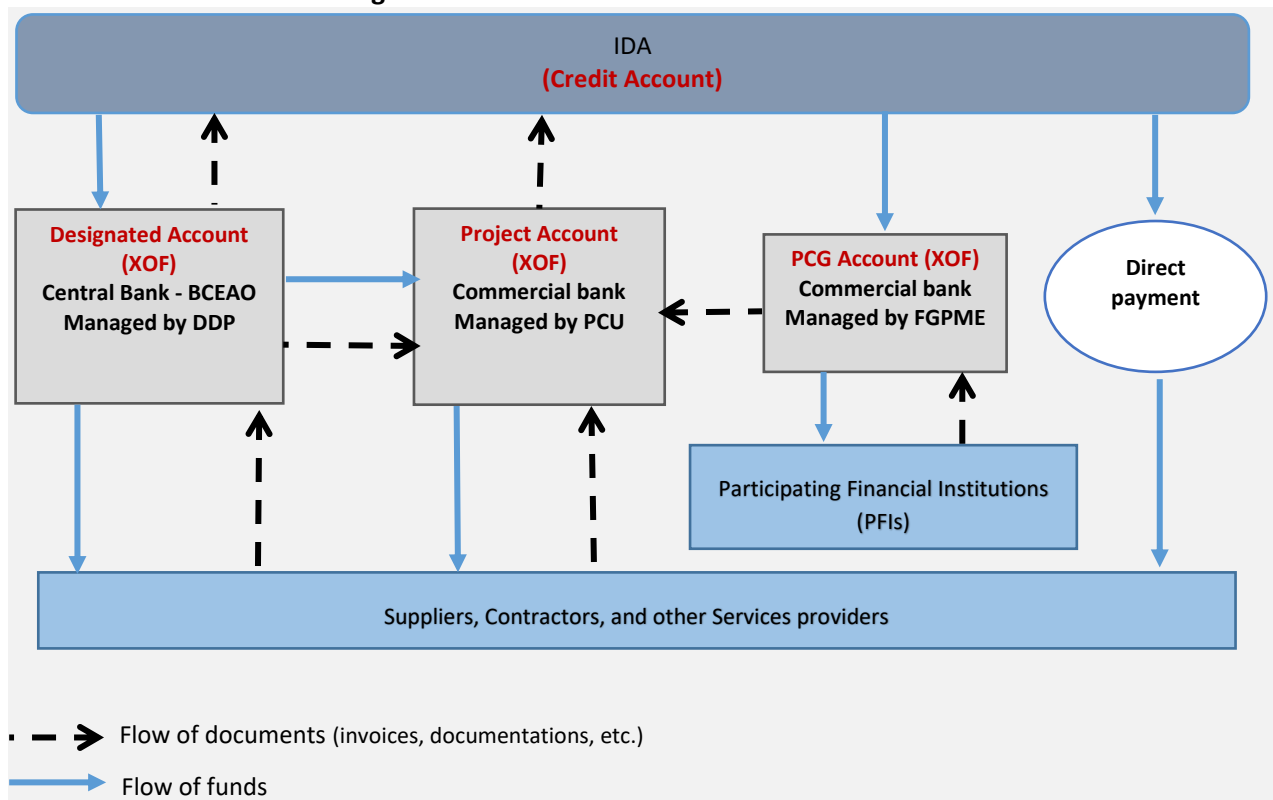 IDA
(Credit Account)
Designated Account
(XOF)
Central Bank - BCEAO
Managed by DDP
Project Account
(XOF)
Commercial bank
Managed by PCU
PCG Account (XOF)
Commercial bank
Managed by FGPME
Direct
payment
Participating Financial Institutions
(PFIs)
Suppliers, Contractors, and other Services providers
Flow of documents (invoices, documentations, etc.)
Flow of funds